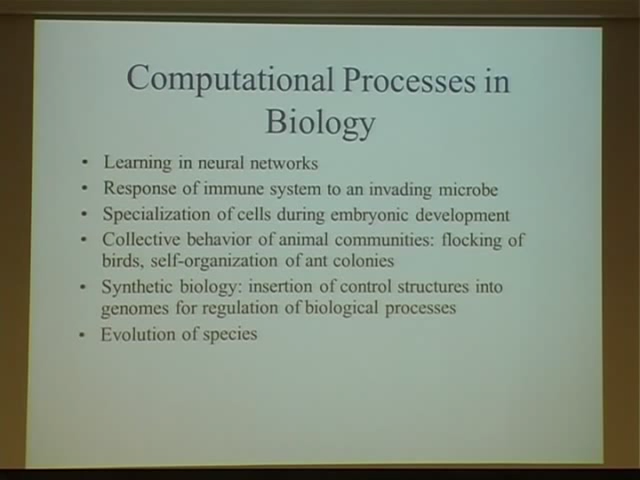 Computational Processes in
Biology
• Learning in neural networks
• Response of immune system to an invading microbe
• Specialization of cells during embryonic development
• Collective behavior of animal communities: flocking of
birds, self-organization of ant colonies
• Synthetic biology: insertion of control structures into
genomes for regulation of biological processes
• Evolution of species